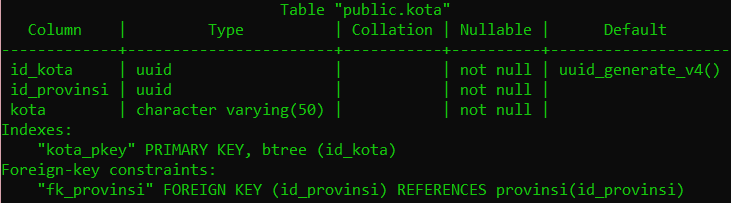 Table "public.kota"
   Column    |         Type          | Collation | Nullable |      Default
-------------+-----------------------+-----------+----------+--------------------
 id_kota     | uuid                  |           | not null | uuid_generate_v4()
 id_provinsi | uuid                  |           | not null |
 kota        | character varying(50) |           | not null |
Indexes:
    "kota_pkey" PRIMARY KEY, btree (id_kota)
Foreign-key constraints:
    "fk_provinsi" FOREIGN KEY (id_provinsi) REFERENCES provinsi(id_provinsi)